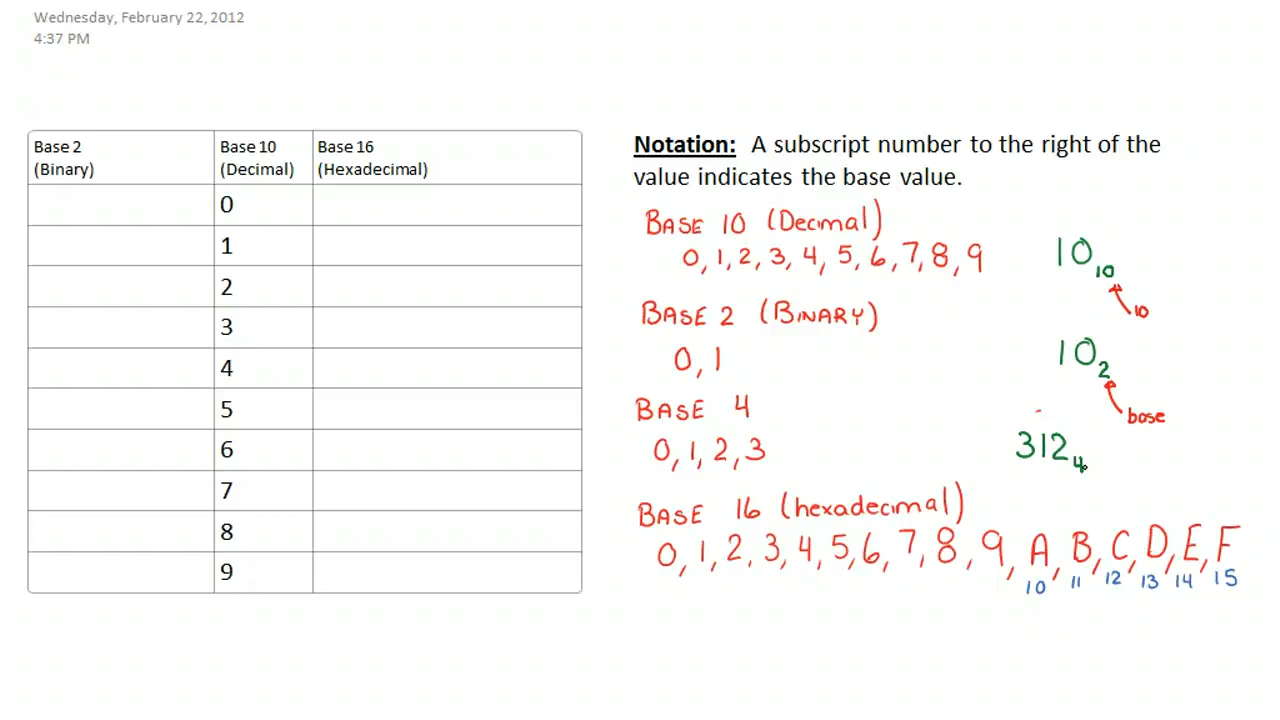 Wednesday, February 22, 2012
4:37 PM
Base 2
(Binary)
Base 10
(Decimal)
Base 16
(Hexadecimal)
0
1
2
3
4
5
6
7
8
9
Notation: A subscript number to the right of the
value indicates the base value.
BASE 10 (Decimal)
0, 1, 2, 3, 4, 5, 6, 7, 8, 9
10₁₀
10
BASE 2 (BINARY)
0, 1
10₂
base
BASE 4
0, 1, 2, 3
312₄
BASE 16 (hexadecimal)
0, 1, 2, 3, 4, 5, 6, 7, 8, 9, A, B, C, D, E, F
10 11 12 13 14 15